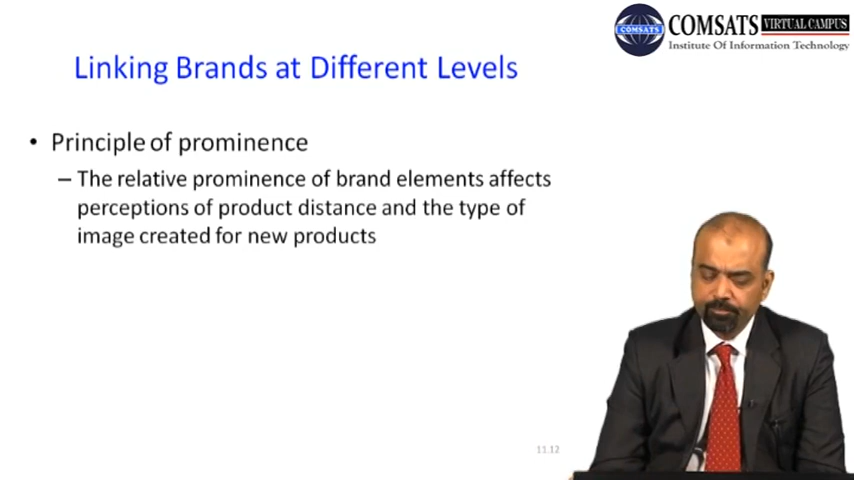 COMSATS VIRTUAL CAMPUS
COMSATS
Institute Of Information Technology
Linking Brands at Different Levels
• Principle of prominence
– The relative prominence of brand elements affects
perceptions of product distance and the type of
image created for new products
11.12